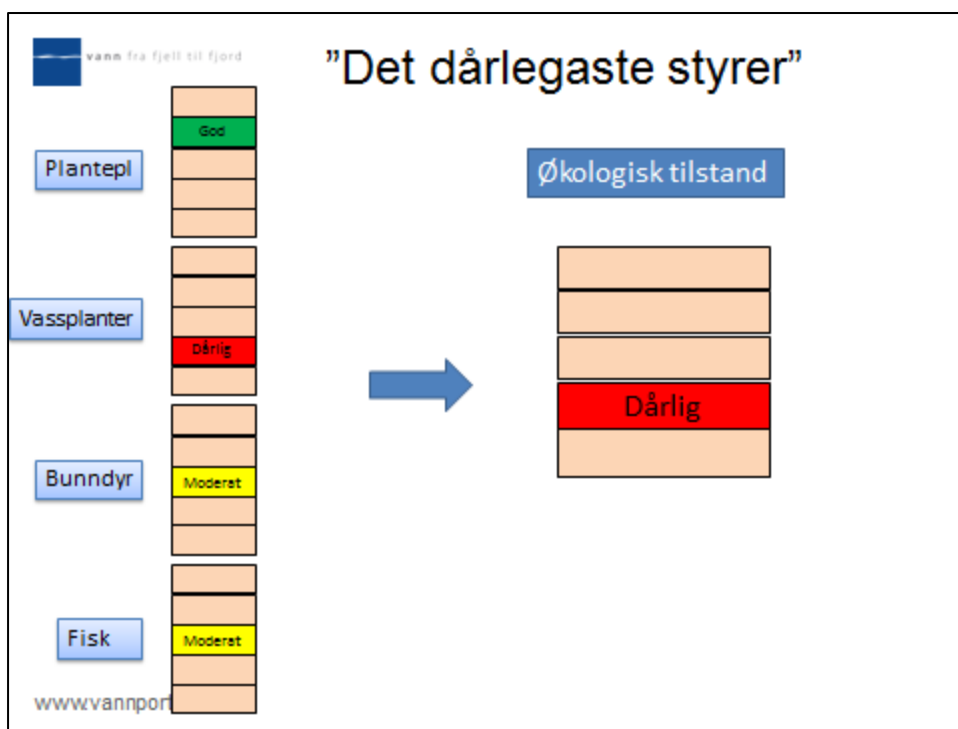 vann fra fjell til fjord
"Det dårlegaste styrer"
God
Plantepl
Økologisk tilstand
Vassplanter
Dårlig
Dårlig
Bunndyr
Moderat
Fisk
Moderat
www.vannport